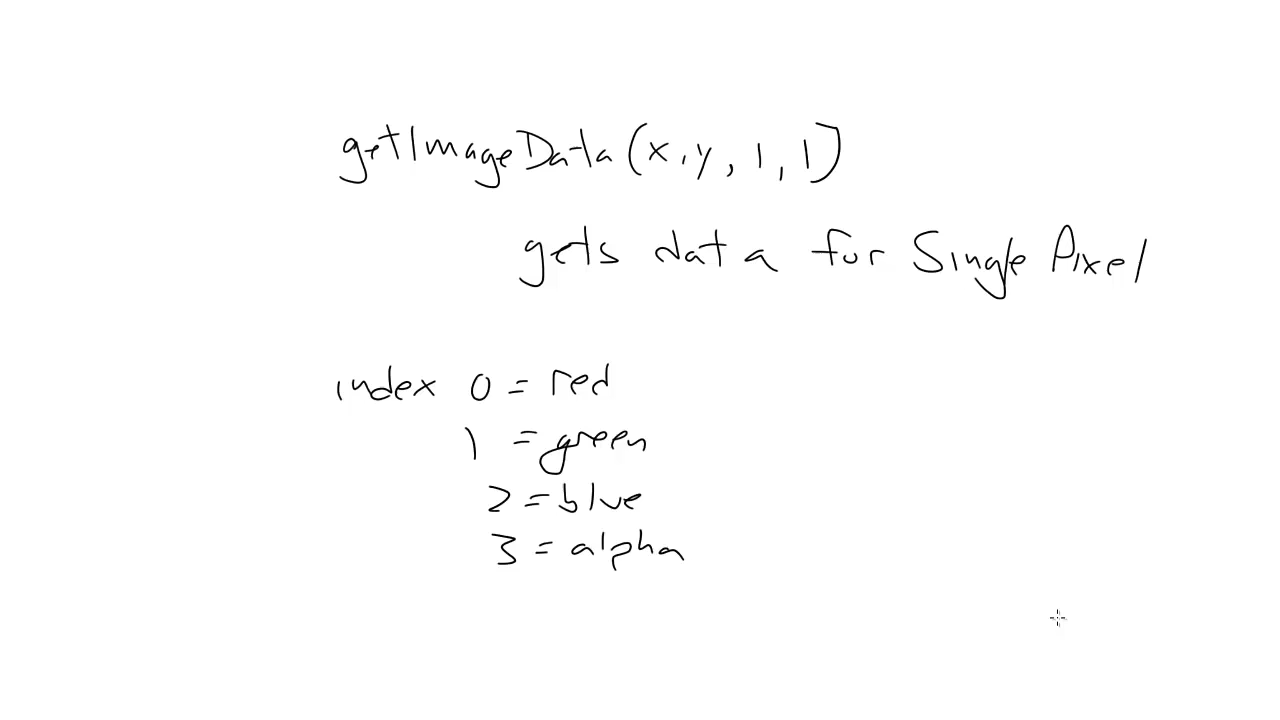 getImageData(x,y,1,1)
gets data for Single Pixel
index 0 = red
1 = green
2 = blue
3 = alpha